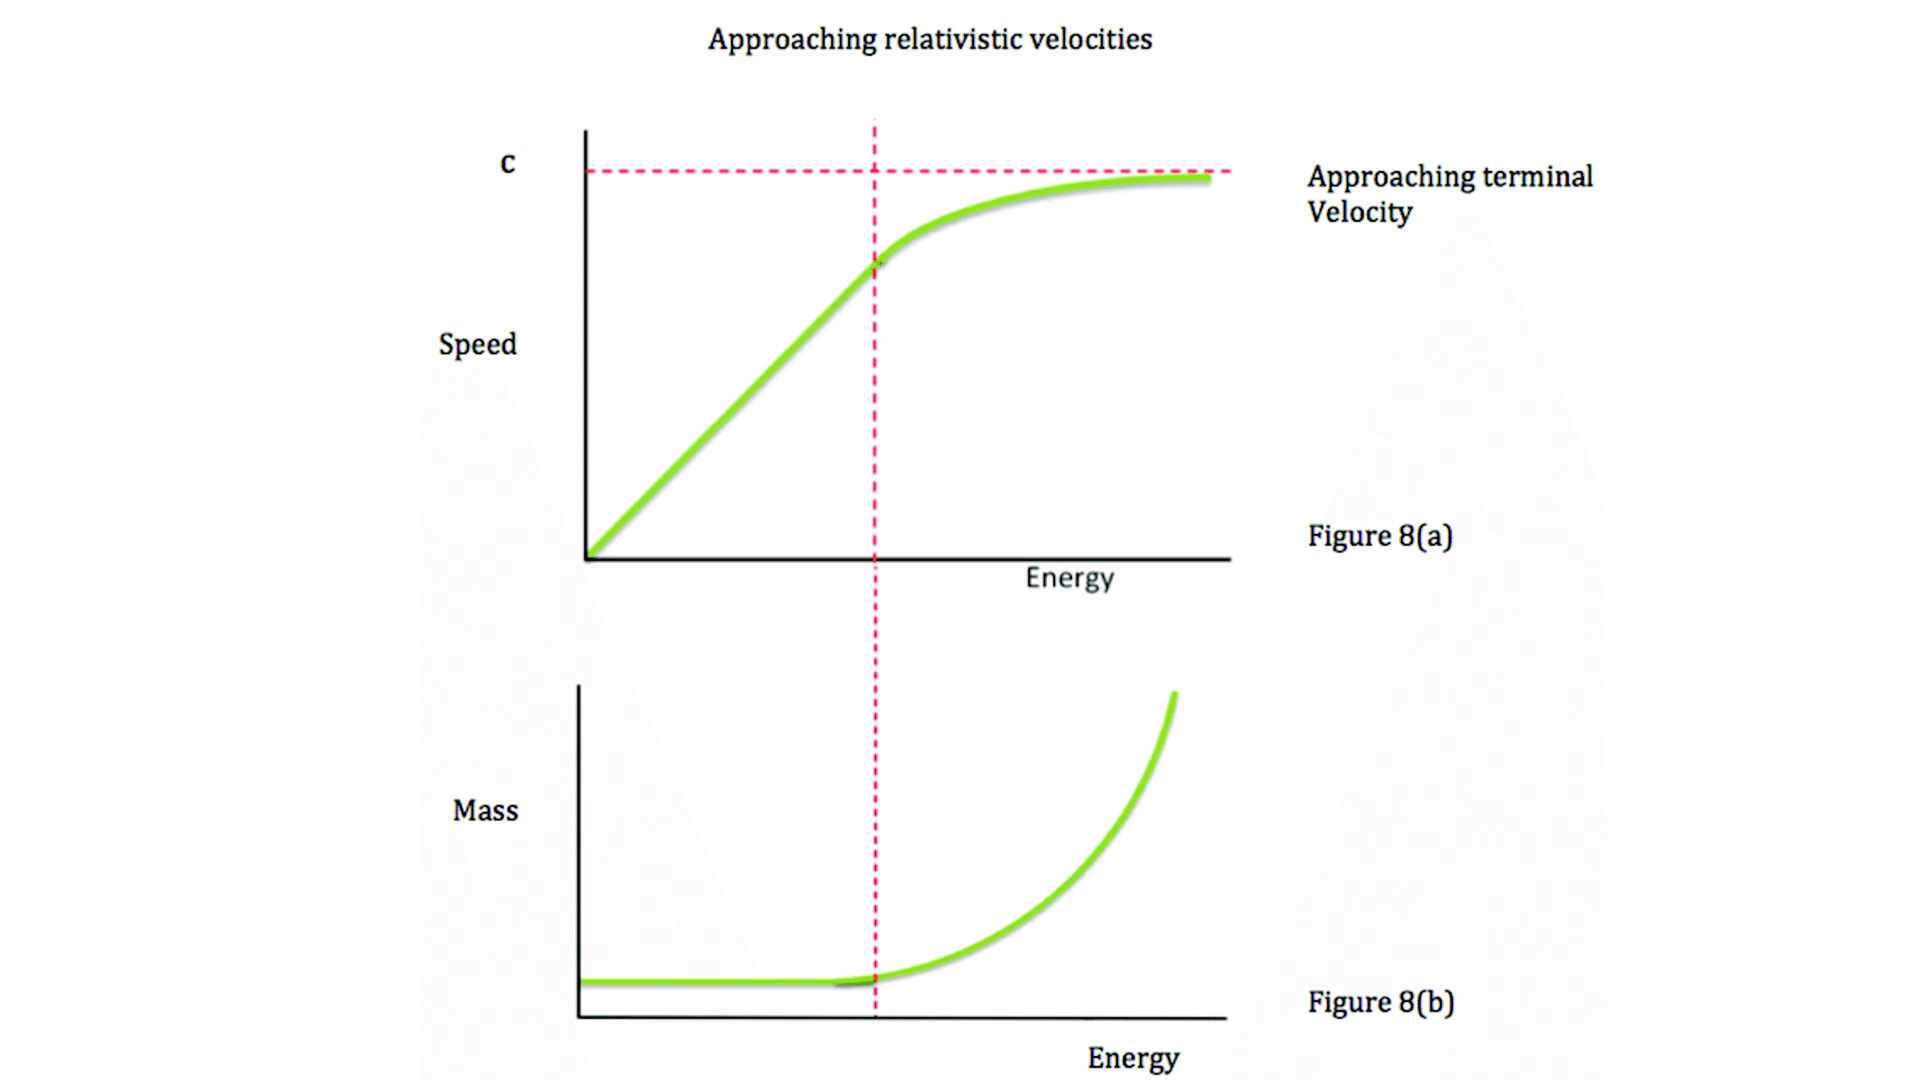 Approaching relativistic velocities
c
Approaching terminal
Velocity
Speed
Figure 8(a)
Energy
Mass
Figure 8(b)
Energy